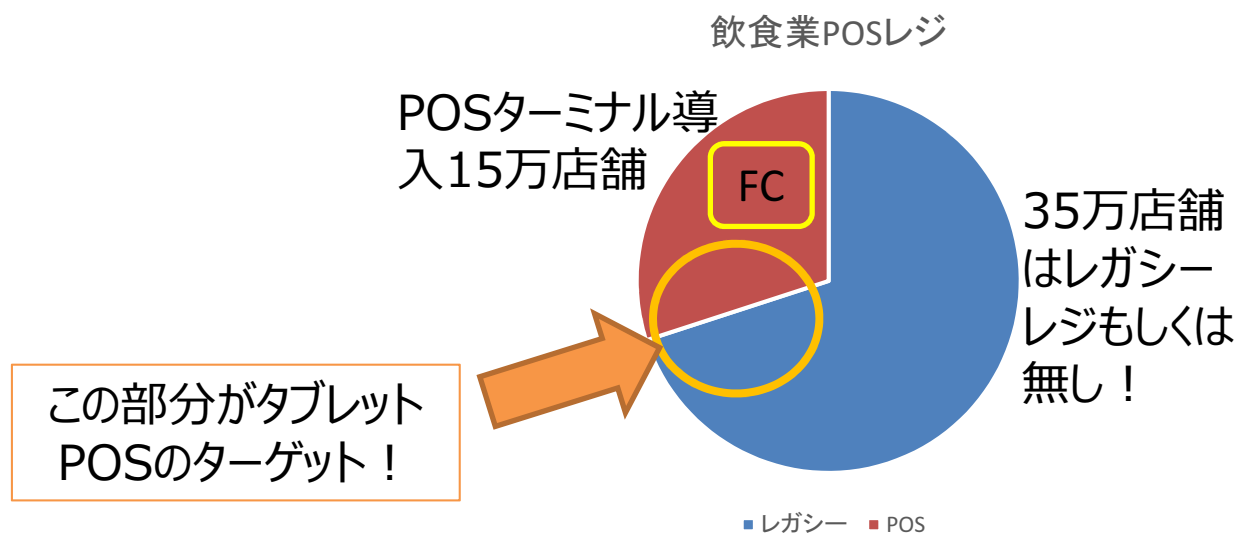 飲食業POSレジ
POSターミナル導
入15万店舗
FC
35万店舗
はレガシー
レジもしくは
無し！
この部分がタブレット
POSのターゲット！
レガシー POS